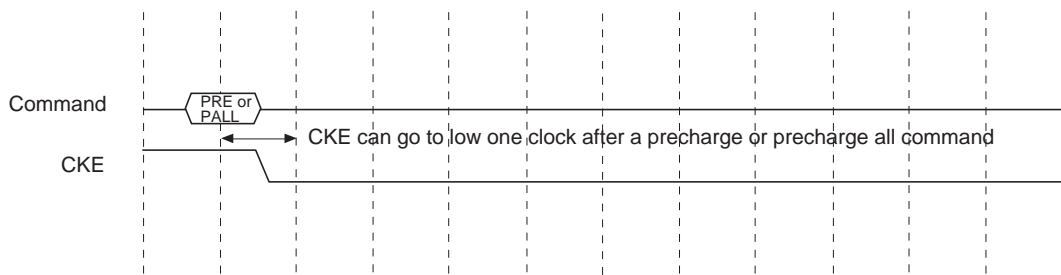 Command
PRE or
PALL
CKE can go to low one clock after a precharge or precharge all command
CKE